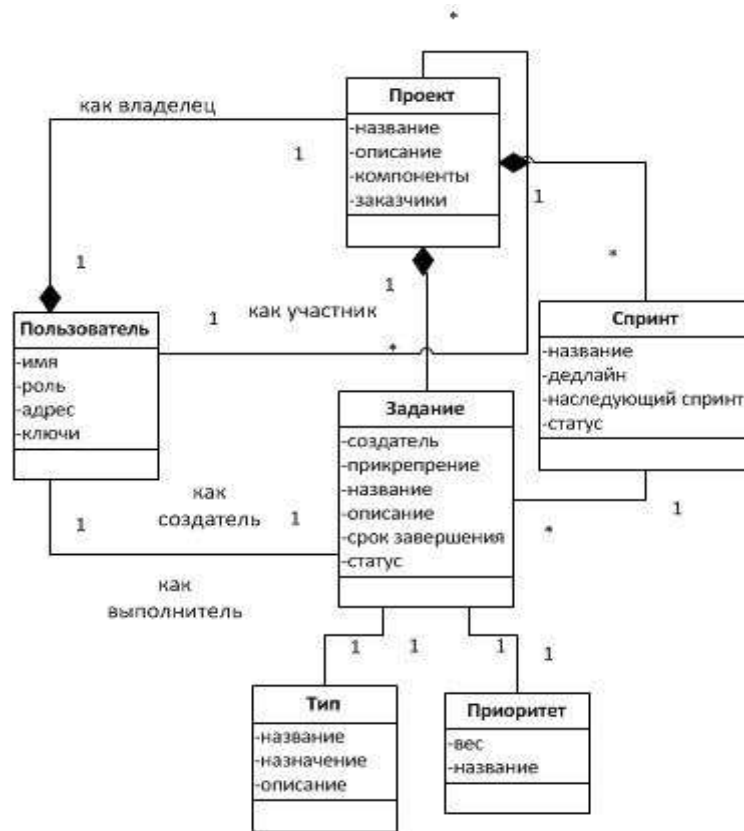 *
Проект
-название
-описание
-компоненты
-заказчики
как владелец
1
1
*
1
1
Пользователь
-имя
-роль
-адрес
-ключи
1
как участник
*
Спринт
-название
-дедлайн
-наследующий спринт
-статус
Задание
-создатель
-прикрепрение
-название
-описание
-срок завершения
-статус
как
создатель
1
1
1
*
как
выполнитель
1
1
1
1
Тип
-название
-назначение
-описание
Приоритет
-вес
-название